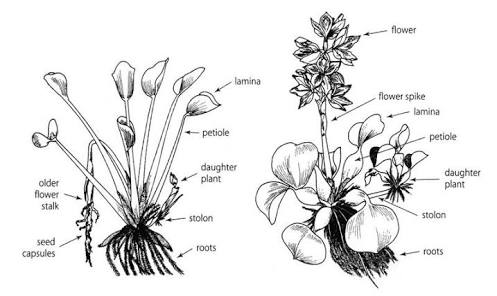 lamina
petiole
daughter
plant
older
flower
stalk
stolon
seed
capsules
roots
flower
flower spike
lamina
petiole
daughter
plant
stolon
roots